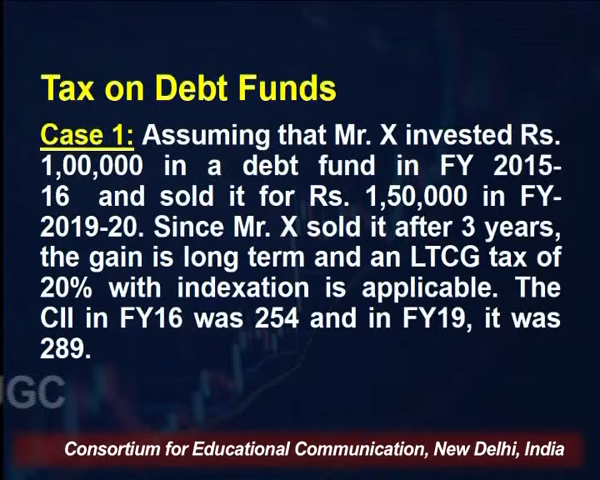 Tax on Debt Funds
Case 1: Assuming that Mr. X invested Rs.
1,00,000 in a debt fund in FY 2015-
16 and sold it for Rs. 1,50,000 in FY-
2019-20. Since Mr. X sold it after 3 years,
the gain is long term and an LTCG tax of
20% with indexation is applicable. The
CII in FY16 was 254 and in FY19, it was
289.
UGC
Consortium for Educational Communication, New Delhi, India